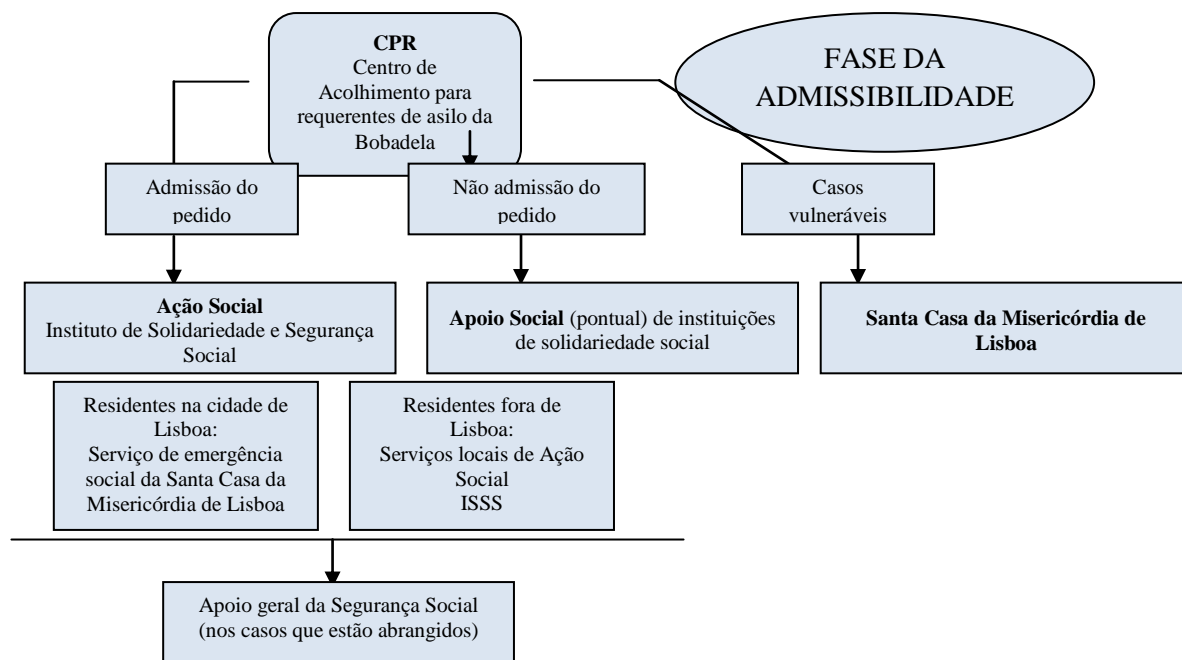 CPR
Centro de
Acolhimento para
requerentes de asilo da
Bobadela
FASE DA
ADMISSIBILIDADE
Admissão do
pedido
Não admissão do
pedido
Casos
vulneráveis
Ação Social
Instituto de Solidariedade e Segurança
Social
Apoio Social (pontual) de instituições
de solidariedade social
Santa Casa da Misericórdia de
Lisboa
Residentes na cidade de
Lisboa:
Serviço de emergência
social da Santa Casa da
Misericórdia de Lisboa
Residentes fora de
Lisboa:
Serviços locais de Ação
Social
ISSS
Apoio geral da Segurança Social
(nos casos que estão abrangidos)